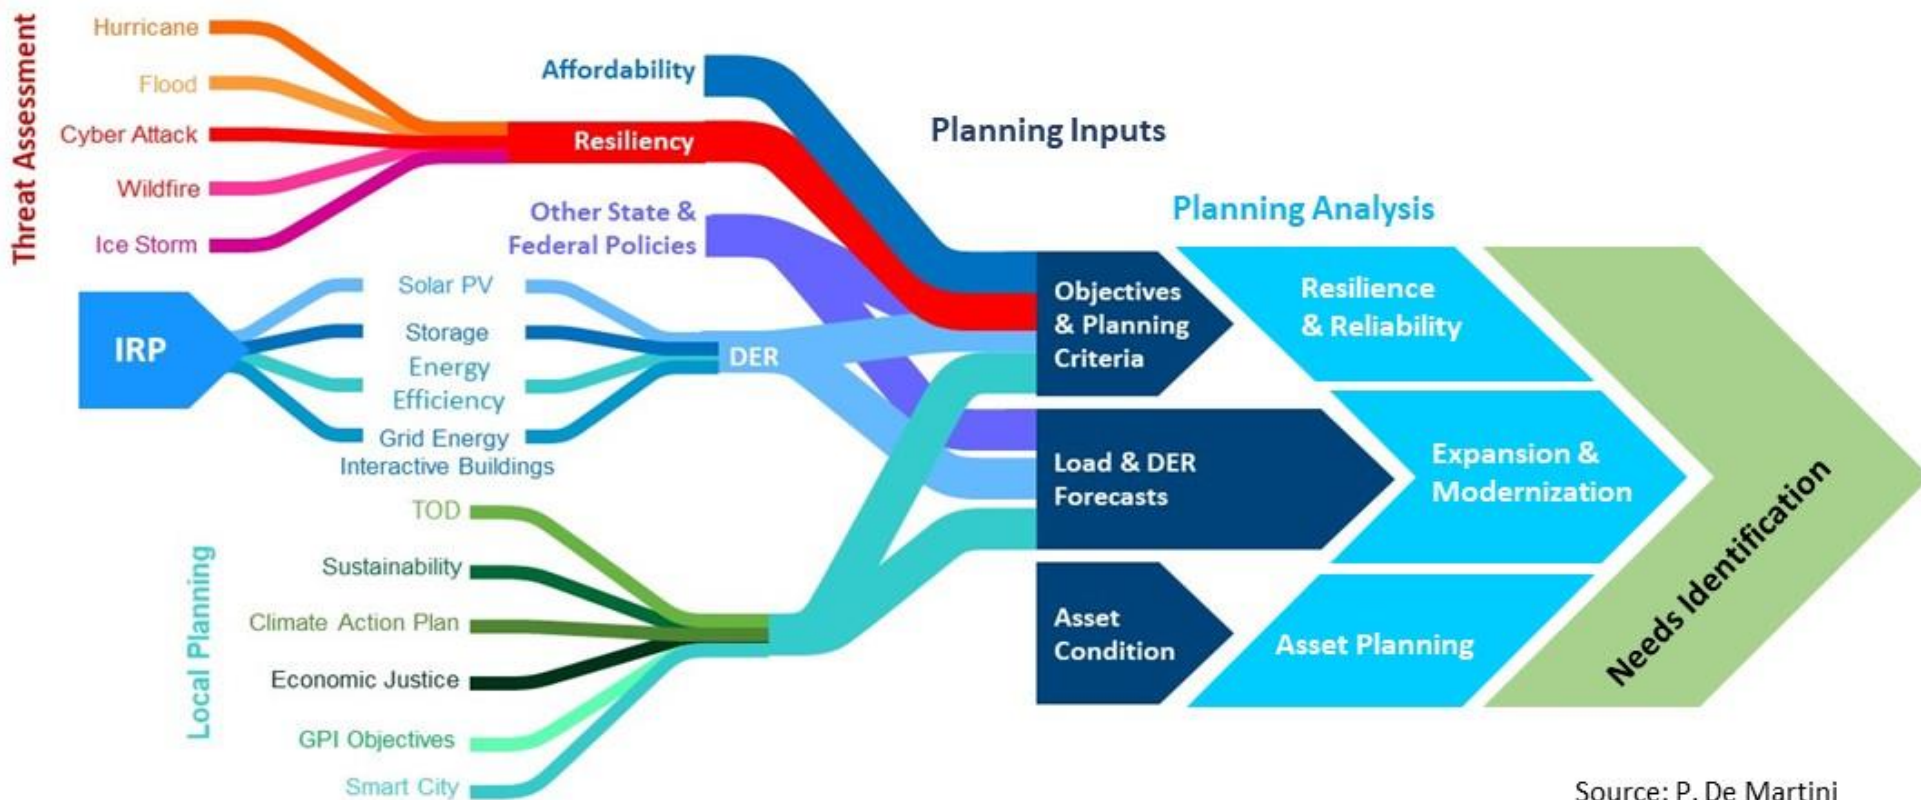 Threat Assessment
Hurricane
Flood
Cyber Attack
Wildfire
Ice Storm
Affordability
Resiliency
Other State &
Federal Policies
IRP
Solar PV
Storage
Energy
Efficiency
Grid Energy
Interactive Buildings
DER
Local Planning
TOD
Sustainability
Climate Action Plan
Economic Justice
GPI Objectives
Smart City
Planning Inputs
Objectives
& Planning
Criteria
Load & DER
Forecasts
Asset
Condition
Planning Analysis
Resilience
& Reliability
Expansion &
Modernization
Asset Planning
Needs Identification
Source: P. De Martini